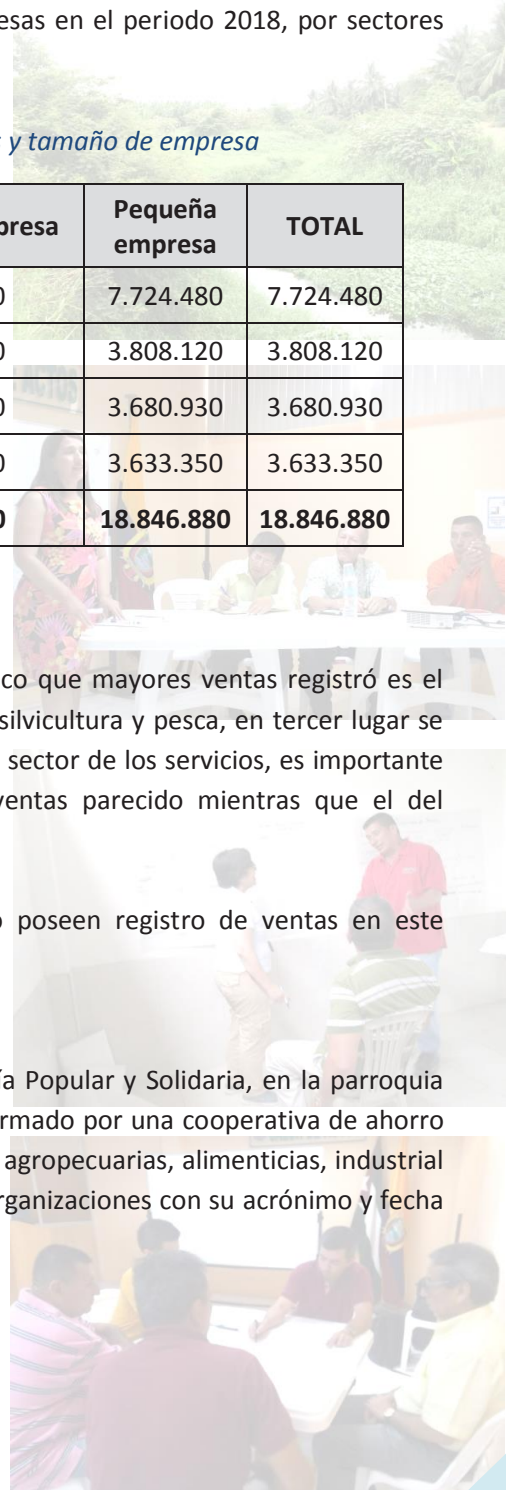 esas en el periodo 2018, por sectores
y tamaño de empresa
presa Pequeña empresa TOTAL
0 7.724.480 7.724.480
0 3.808.120 3.808.120
0 3.680.930 3.680.930
0 3.633.350 3.633.350
0 18.846.880 18.846.880
ico que mayores ventas registró es el
silvicultura y pesca, en tercer lugar se
sector de los servicios, es importante
ventas parecido mientras que el del
o poseen registro de ventas en este
ía Popular y Solidaria, en la parroquia
rmado por una cooperativa de ahorro
agropecuarias, alimenticias, industrial
rganizaciones con su acrónimo y fecha